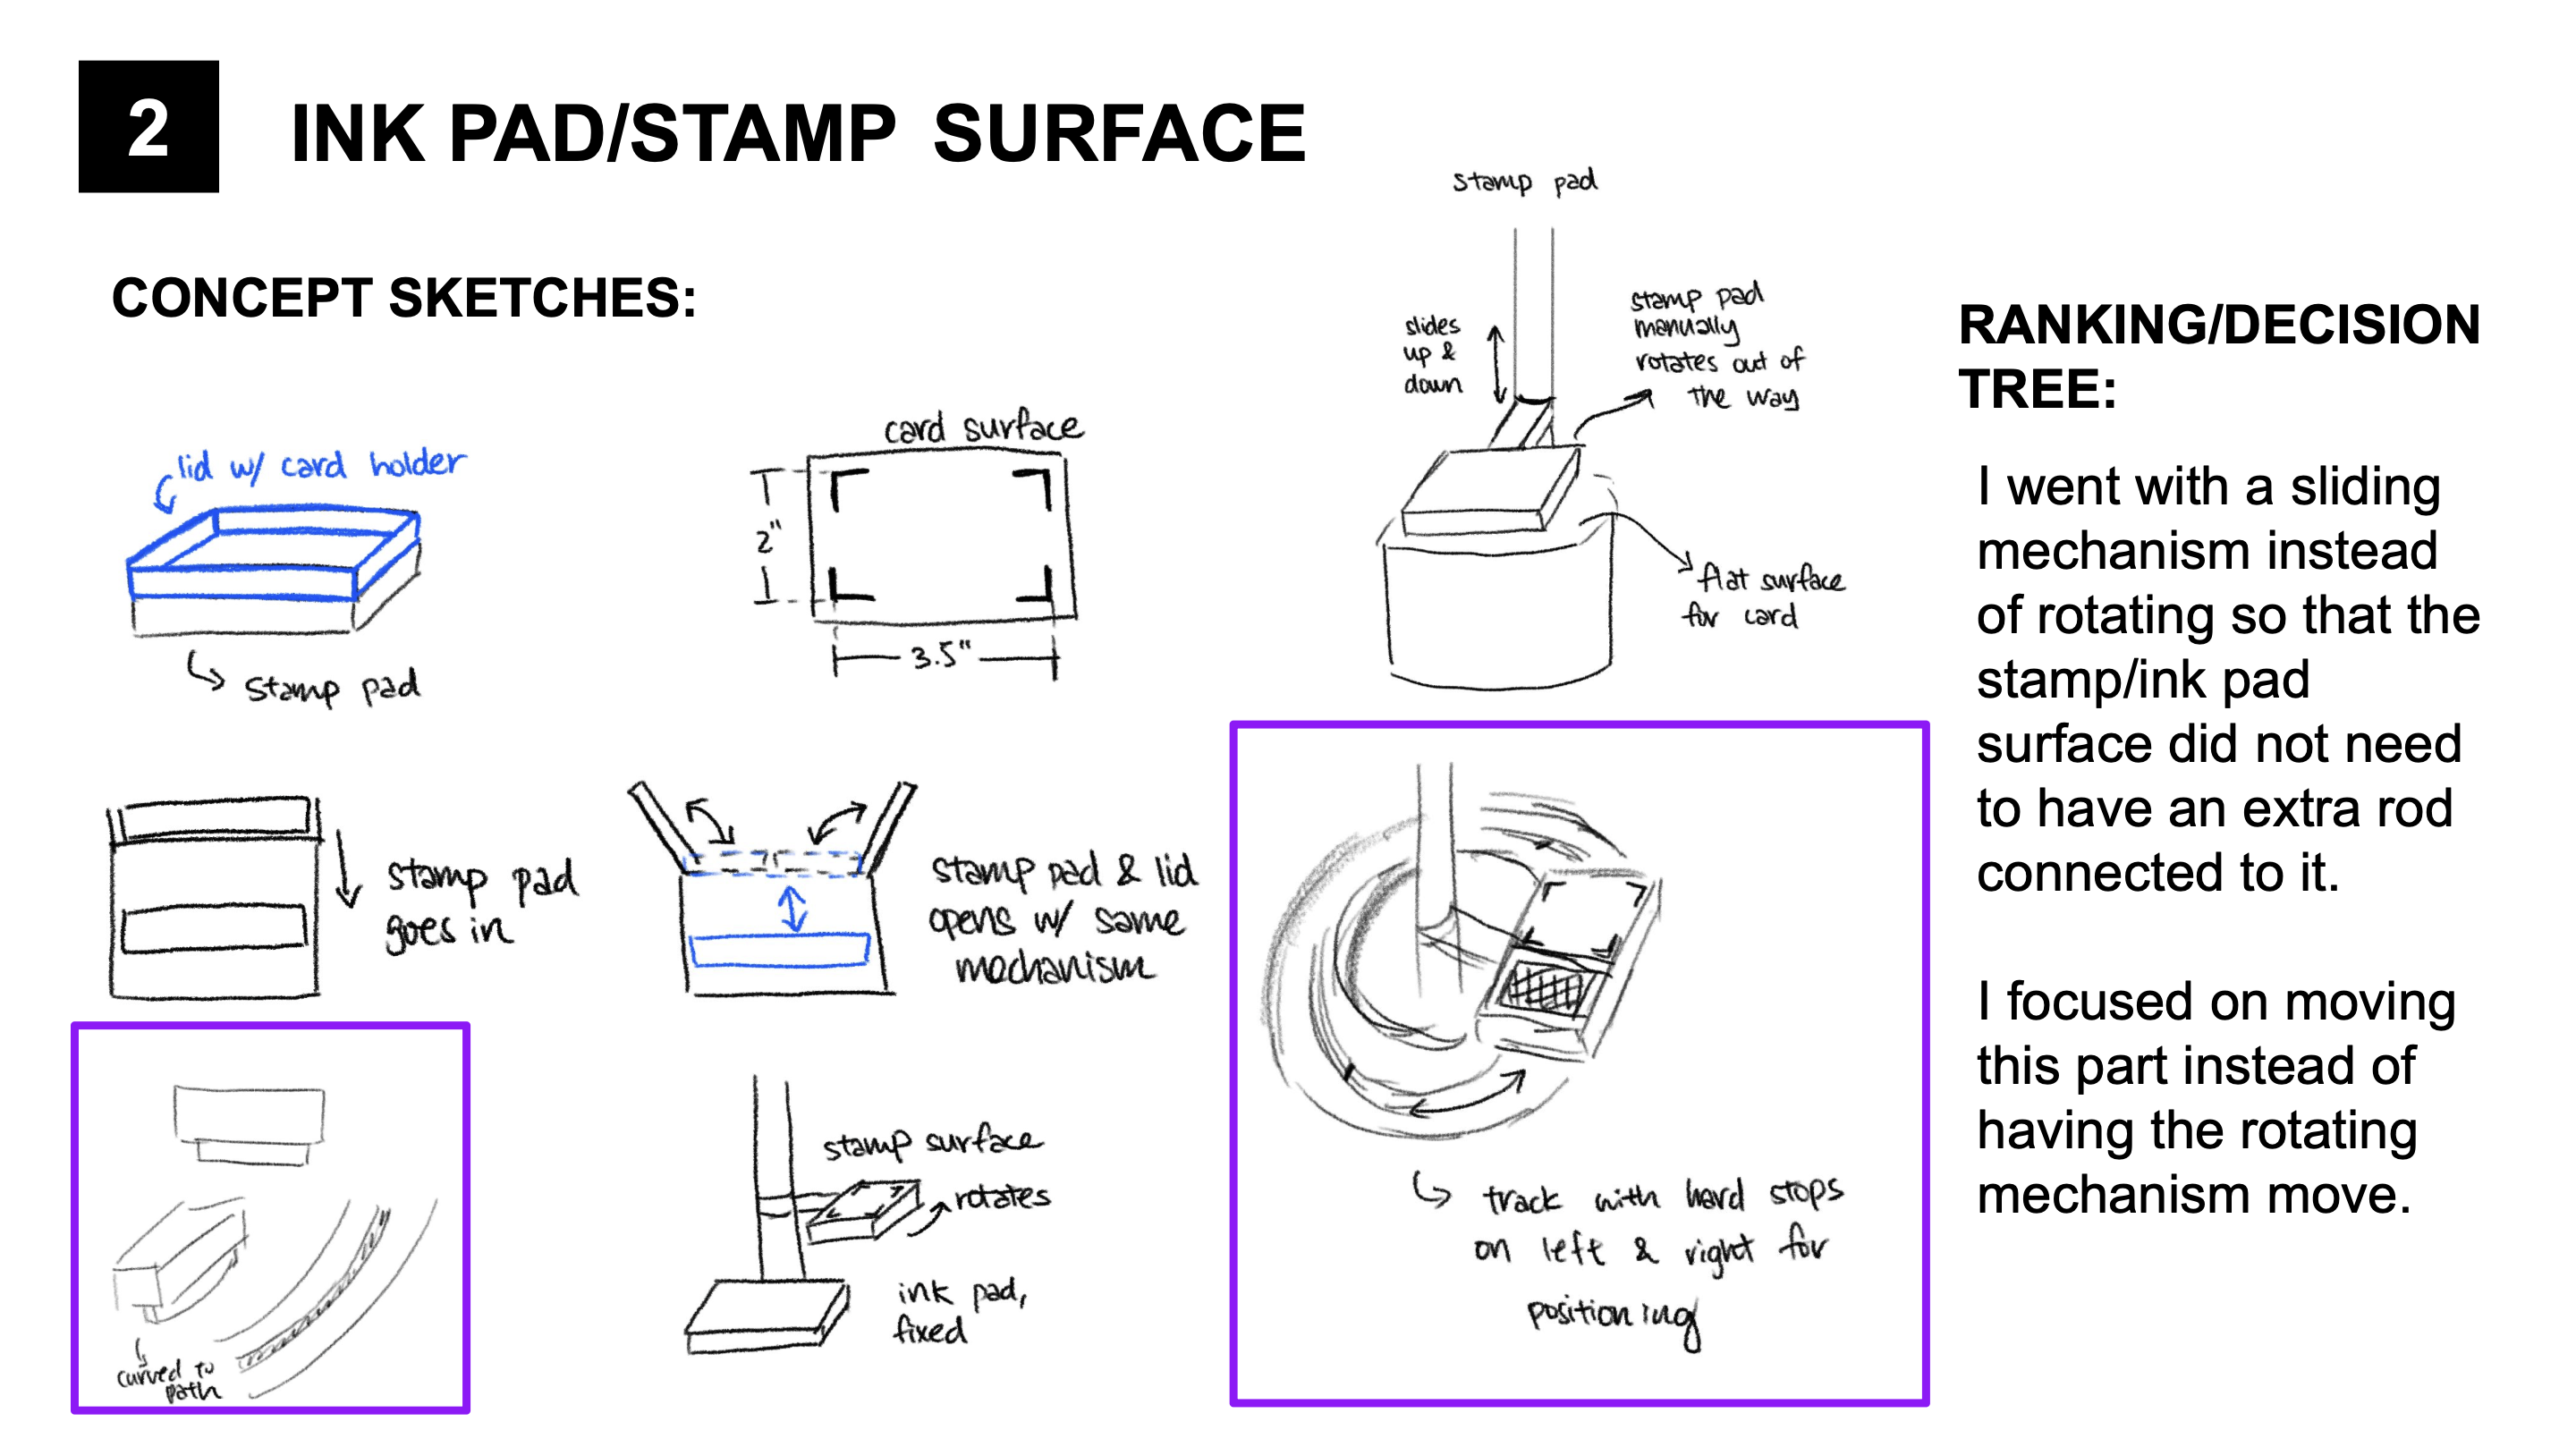 2
INK PAD/STAMP SURFACE
CONCEPT SKETCHES:
lid w/ card holder
stamp pad
card surface
2"
3.5"
stamp pad
slides
up &
down
stamp pad
manually
rotates out of
the way
flat surface
for card
stamp pad
goes in
stamp pad & lid
opens w/ same
mechanism
curved to
path
stamp surface
rotates
ink pad,
fixed
track with hard stops
on left & right for
positioning
RANKING/DECISION
TREE:
I went with a sliding
mechanism instead
of rotating so that the
stamp/ink pad
surface did not need
to have an extra rod
connected to it.
I focused on moving
this part instead of
having the rotating
mechanism move.